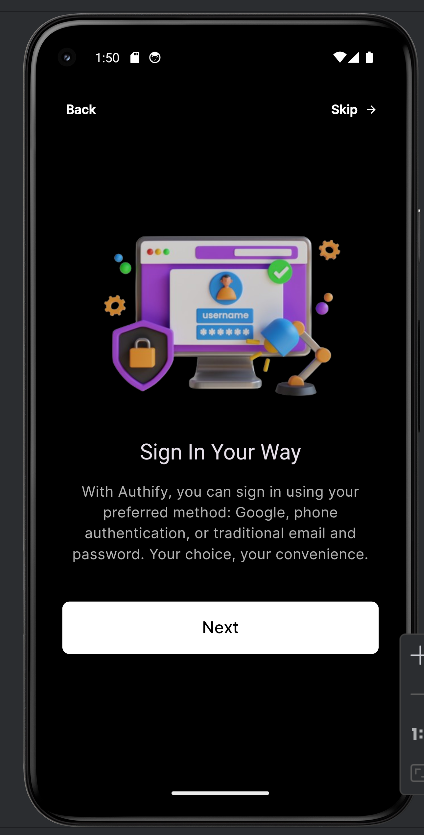 1:50
Back
Skip →
username
******
Sign In Your Way
With Authify, you can sign in using your
preferred method: Google, phone
authentication, or traditional email and
password. Your choice, your convenience.
Next
1: